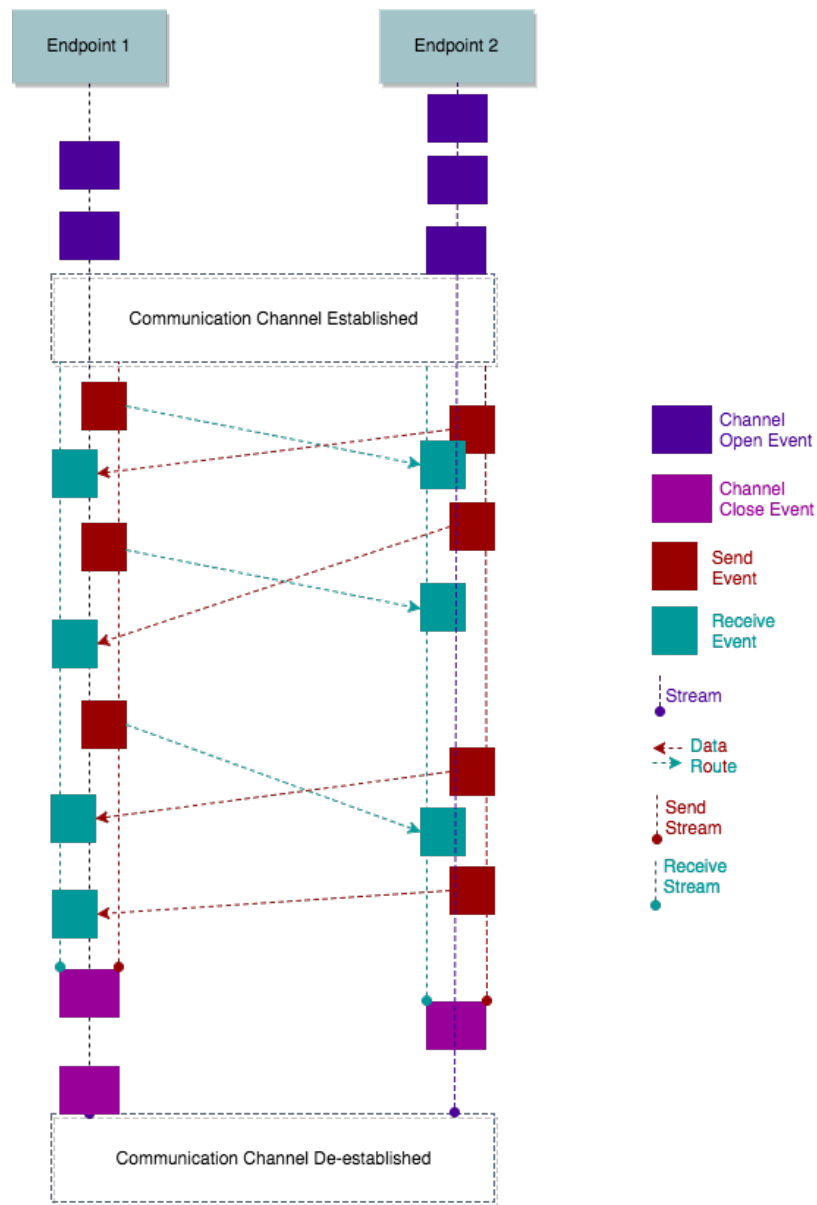 Endpoint 1
Endpoint 2
Communication Channel Established
Channel
Open Event
Channel
Close Event
Send
Event
Receive
Event
Stream
Data
Route
Send
Stream
Receive
Stream
Communication Channel De-established